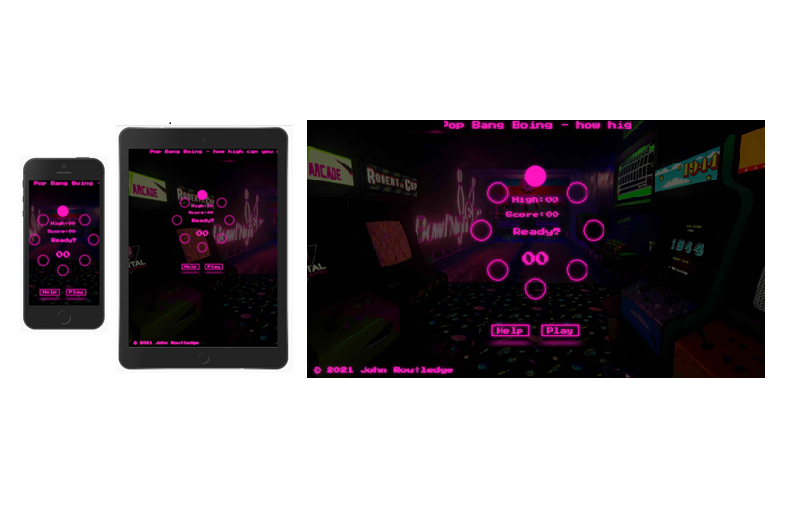 Pop Bang Boing
High:00
Score:00
Ready?
00
Help Play
Pop Bang Boing - how high can you
ARCADE
High:00
Score:00
Ready?
00
Help Play
© 2021 John Routledge
Pop Bang Boing - how hig
ARCADE
ROBERT CO
1944
High:00
Score:00
Ready?
1944
00
Help Play
© 2021 John Routledge